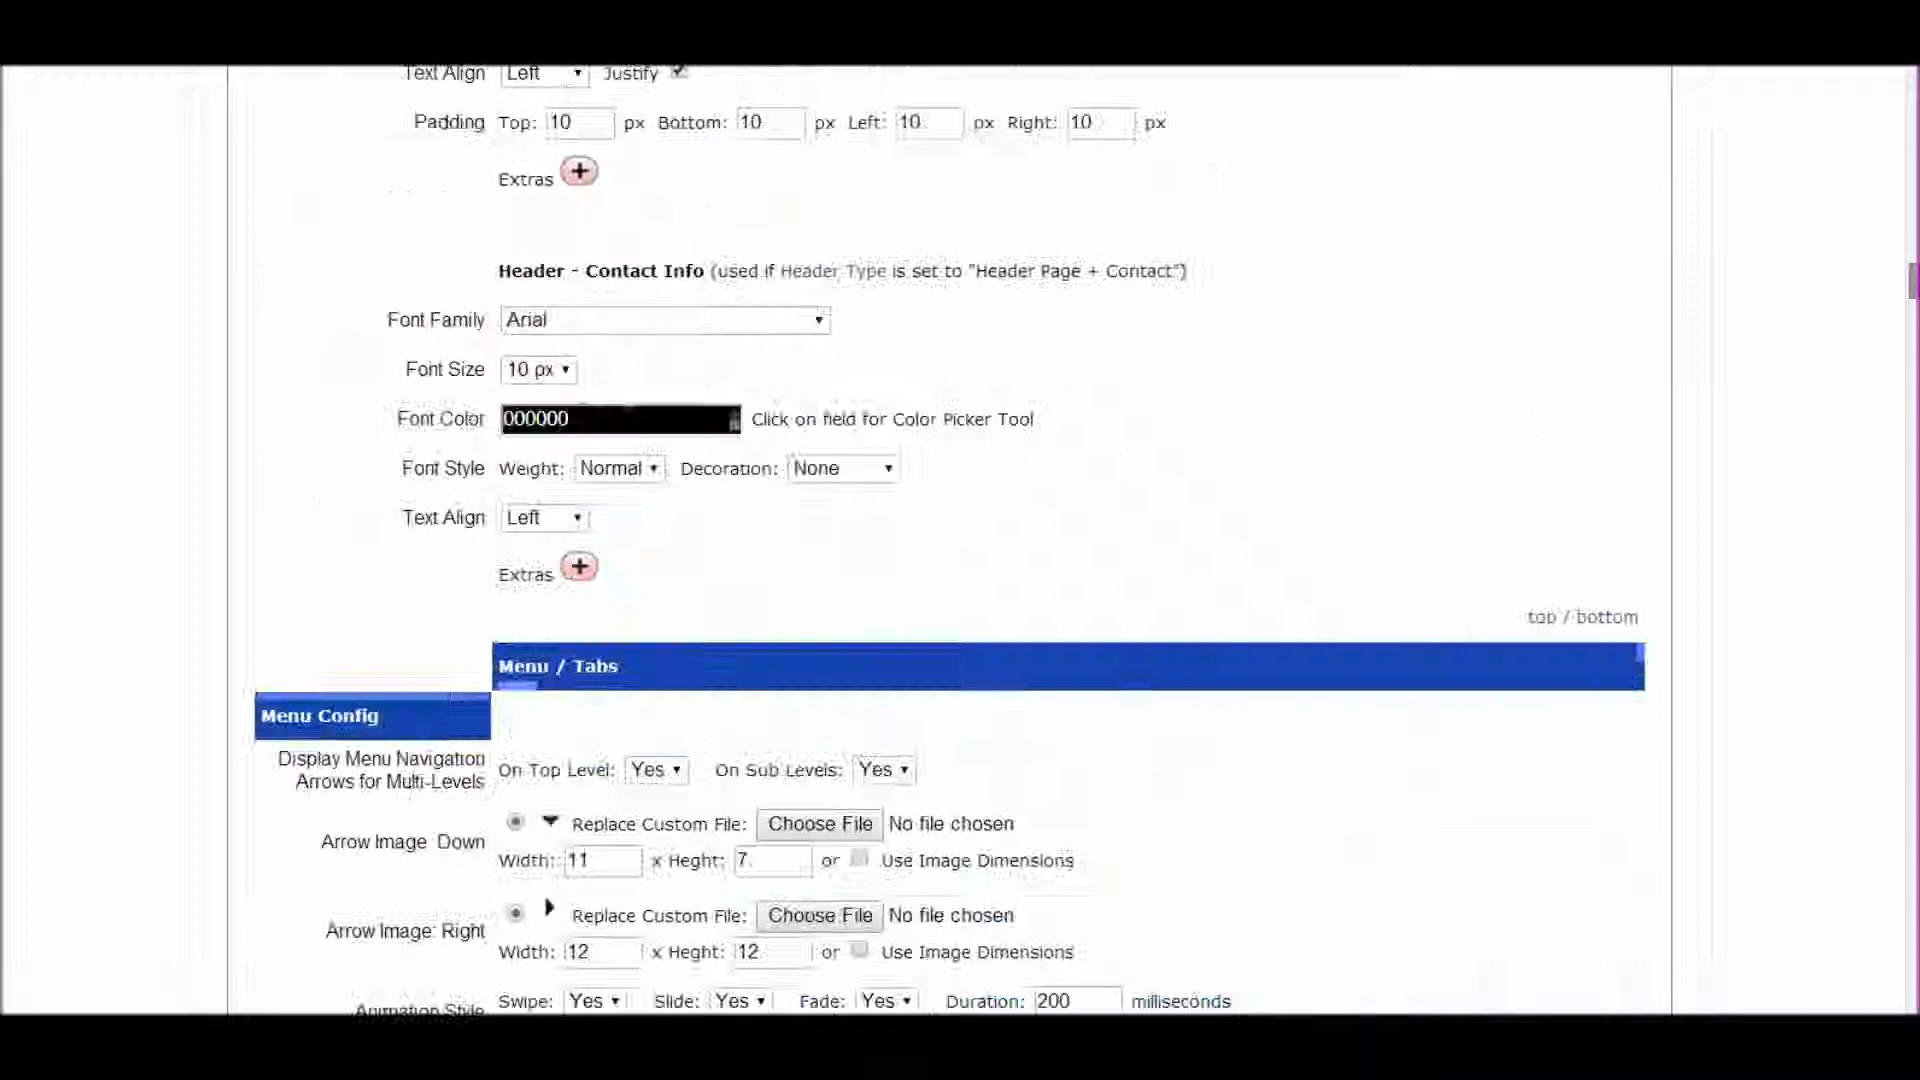 Text Align Left Justify
Padding Top: 10 px Bottom: 10 px Left: 10 px Right: 10 px
Extras +
Header - Contact Info (used if Header Type is set to "Header Page + Contact")
Font Family Arial
Font Size 10 px
Font Color 000000 Click on field for Color Picker Tool
Font Style Weight: Normal Decoration: None
Text Align Left
Extras +
top / bottom
Menu / Tabs
Menu Config
Display Menu Navigation
Arrows for Multi-Levels On Top Level: Yes On Sub Levels: Yes
Arrow Image: Down Replace Custom File: Choose File No file chosen
Width: 11 x Heght: 7 or Use Image Dimensions
Arrow Image: Right Replace Custom File: Choose File No file chosen
Width: 12 x Heght: 12 or Use Image Dimensions
Animation Style Swipe: Yes Slide: Yes Fade: Yes Duration: 200 milliseconds